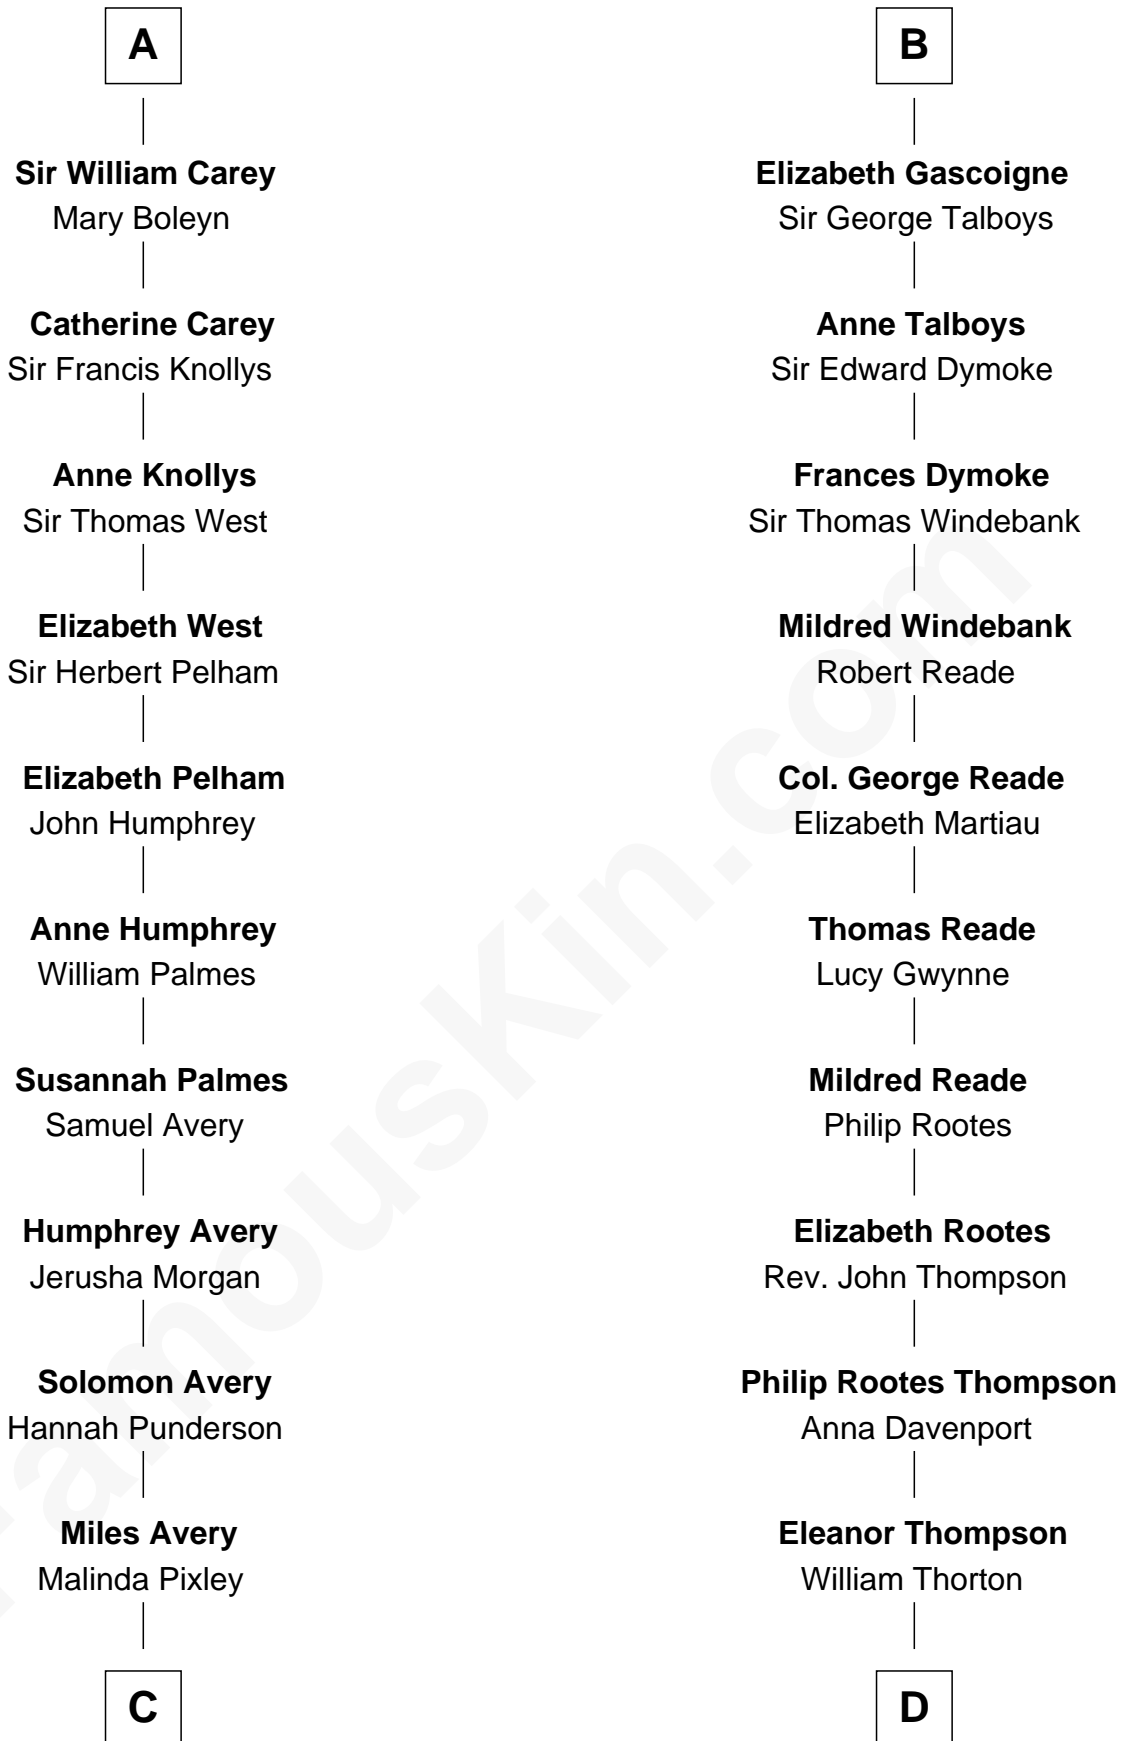 A
Sir William Carey
Mary Boleyn
Catherine Carey
Sir Francis Knollys
Anne Knollys
Sir Thomas West
Elizabeth West
Sir Herbert Pelham
Elizabeth Pelham
John Humphrey
Anne Humphrey
William Palmes
Susannah Palmes
Samuel Avery
Humphrey Avery
Jerusha Morgan
Solomon Avery
Hannah Punderson
Miles Avery
Malinda Pixley
C
B
Elizabeth Gascoigne
Sir George Talboys
Anne Talboys
Sir Edward Dymoke
Frances Dymoke
Sir Thomas Windebank
Mildred Windebank
Robert Reade
Col. George Reade
Elizabeth Martiau
Thomas Reade
Lucy Gwynne
Mildred Reade
Philip Rootes
Elizabeth Rootes
Rev. John Thompson
Philip Rootes Thompson
Anna Davenport
Eleanor Thompson
William Thorton
D
FamousKin.com